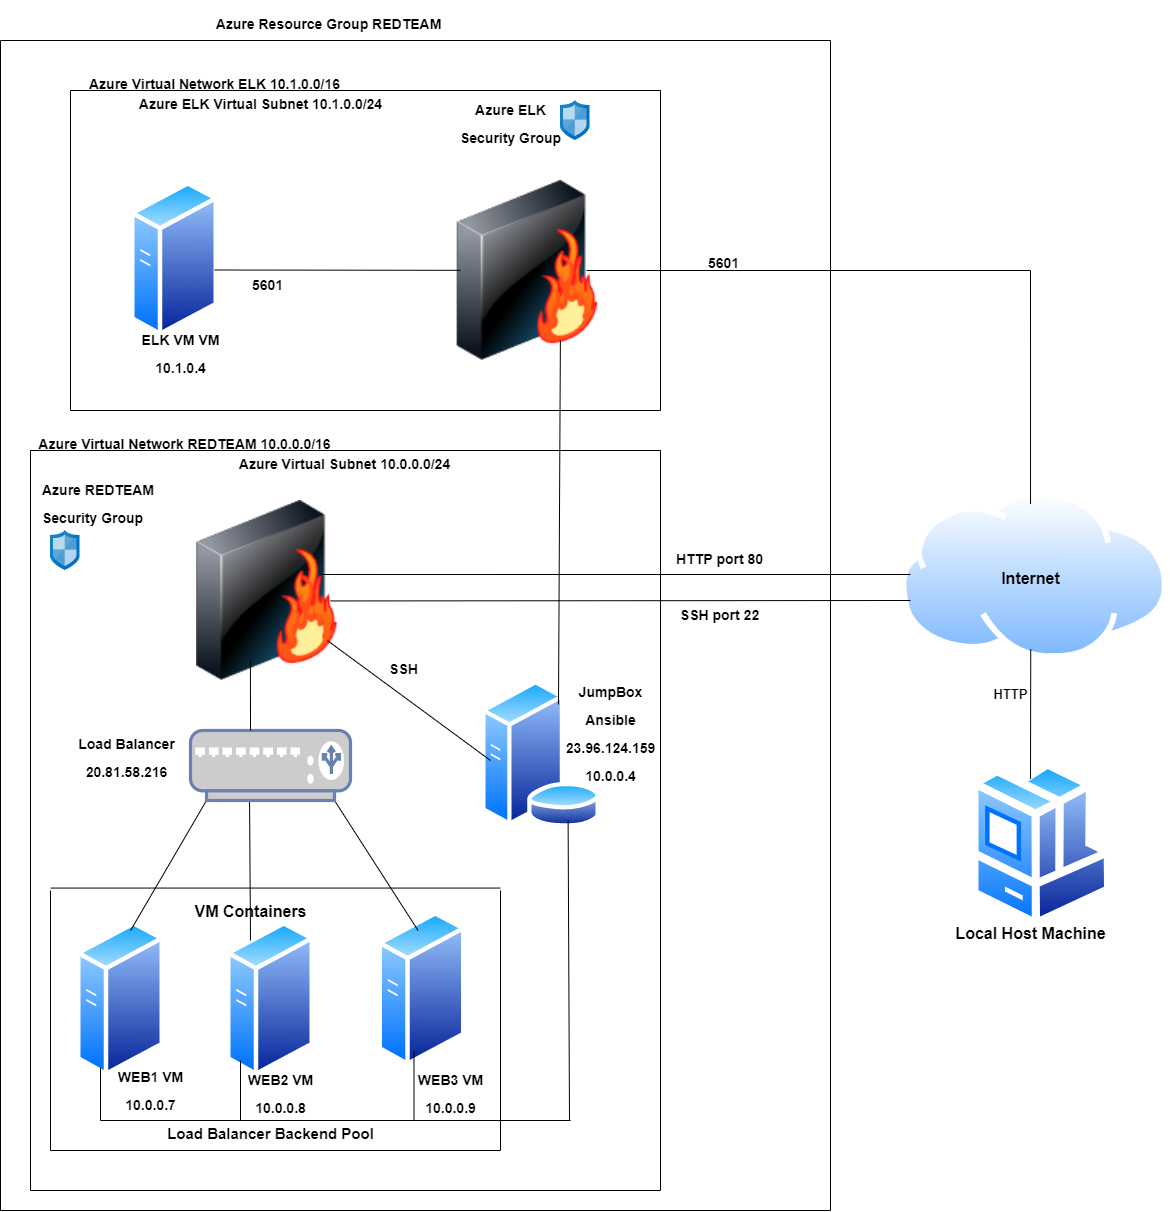 Azure Resource Group REDTEAM
Azure Virtual Network ELK 10.1.0.0/16
Azure ELK Virtual Subnet 10.1.0.0/24
Azure ELK
Security Group
5601
5601
ELK VM VM
10.1.0.4
Azure Virtual Network REDTEAM 10.0.0.0/16
Azure Virtual Subnet 10.0.0.0/24
Azure REDTEAM
Security Group
HTTP port 80
SSH port 22
Internet
SSH
HTTP
JumpBox
Ansible
23.96.124.159
10.0.0.4
Load Balancer
20.81.58.216
VM Containers
Local Host Machine
WEB1 VM
10.0.0.7
WEB2 VM
10.0.0.8
WEB3 VM
10.0.0.9
Load Balancer Backend Pool